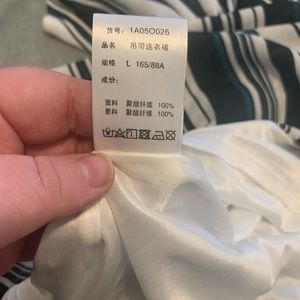 货号: 1A05O026
品名: 吊带连衣裙
规格 L 165/88A
成份:
面料 聚酯纤维 100%
里料 聚酯纤维 100%